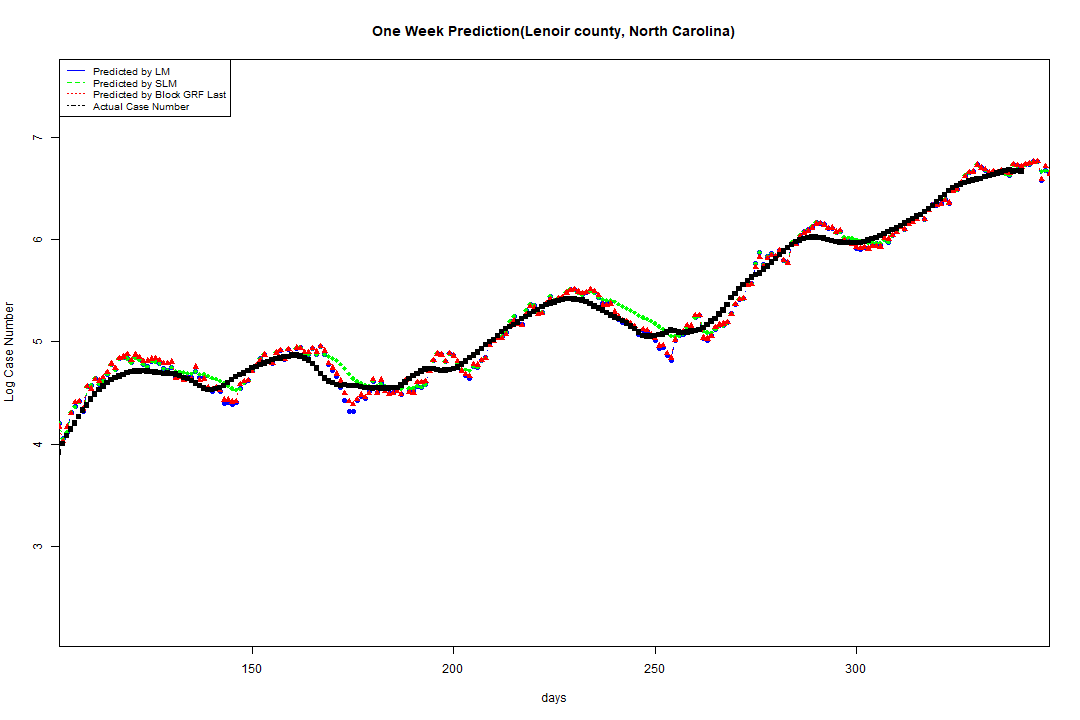 One Week Prediction(Lenoir county, North Carolina)
Predicted by LM
Predicted by SLM
Predicted by Block GRF Last
Actual Case Number
7
6
5
4
3
Log Case Number
150 200 250 300
days